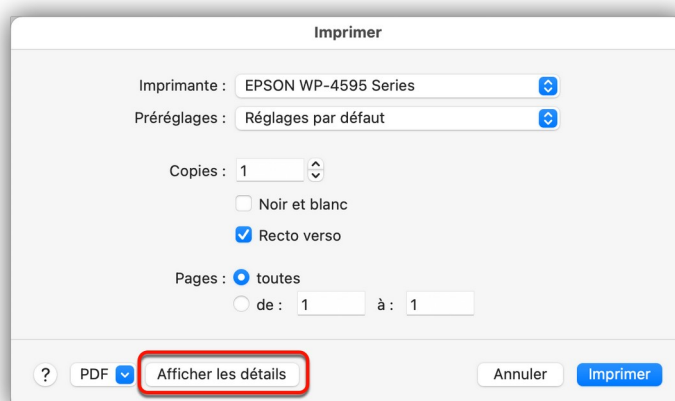 Imprimer
Imprimante : EPSON WP-4595 Series
Préréglages : Réglages par défaut
Copies : 1
Noir et blanc
Recto verso
Pages : toutes
de : 1 à : 1
? PDF Afficher les détails Annuler Imprimer